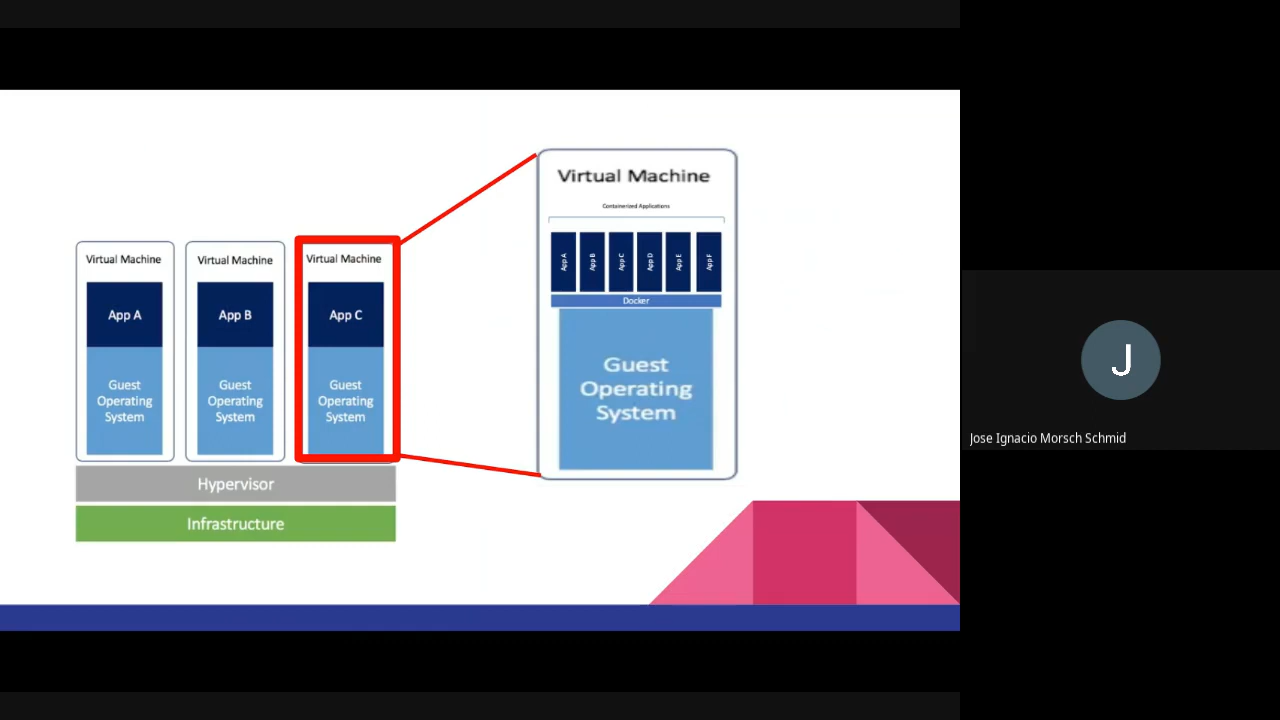 Virtual Machine
App A
Guest
Operating
System
Virtual Machine
App B
Guest
Operating
System
Virtual Machine
App C
Guest
Operating
System
Hypervisor
Infrastructure
Virtual Machine
Containerized Applications
App A
App B
App C
App D
App E
App F
Docker
Guest
Operating
System
J
Jose Ignacio Morsch Schmid